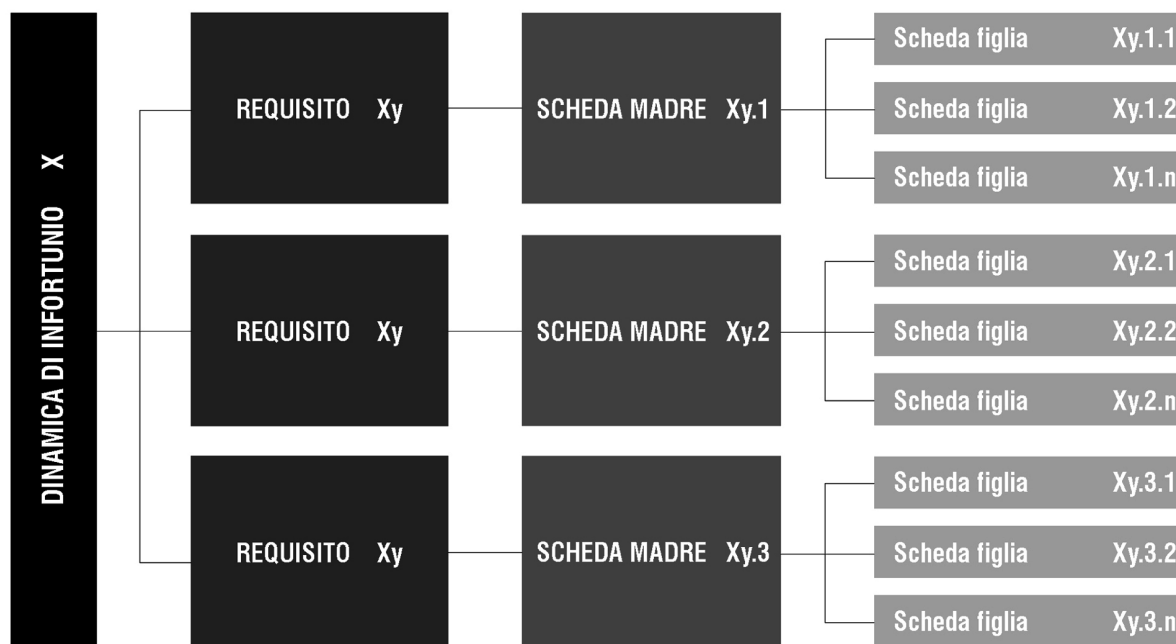 DINAMICA DI INFORTUNIO X
REQUISITO Xy
SCHEDA MADRE Xy.1
Scheda figlia Xy.1.1
Scheda figlia Xy.1.2
Scheda figlia Xy.1.n
REQUISITO Xy
SCHEDA MADRE Xy.2
Scheda figlia Xy.2.1
Scheda figlia Xy.2.2
Scheda figlia Xy.2.n
REQUISITO Xy
SCHEDA MADRE Xy.3
Scheda figlia Xy.3.1
Scheda figlia Xy.3.2
Scheda figlia Xy.3.n